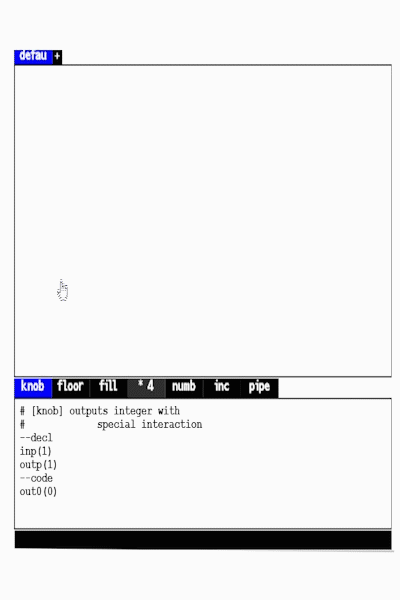 defau +
knob floor fill * 4 numb inc pipe
# [knob] outputs integer with
# special interaction
--decl
inp(1)
outp(1)
--code
out0(0)